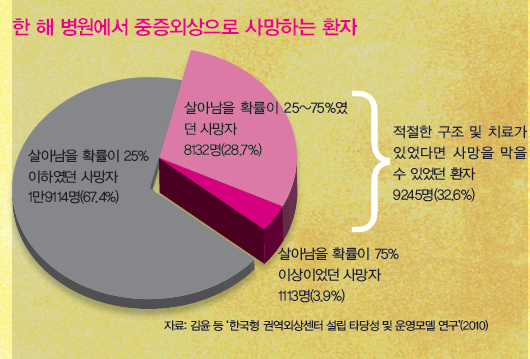 한 해 병원에서 중증외상으로 사망하는 환자
살아남을 확률이 25~75%였
던 사망자
8132명(28.7%)
적절한 구조 및 치료가
있었다면 사망을 막을
수 있었던 환자
9245명(32.6%)
살아남을 확률이 25%
이하였던 사망자
1만9114명(67.4%)
살아남을 확률이 75%
이상이었던 사망자
1113명(3.9%)
자료: 김윤 등 ‘한국형 권역외상센터 설립 타당성 및 운영모델 연구’(2010)